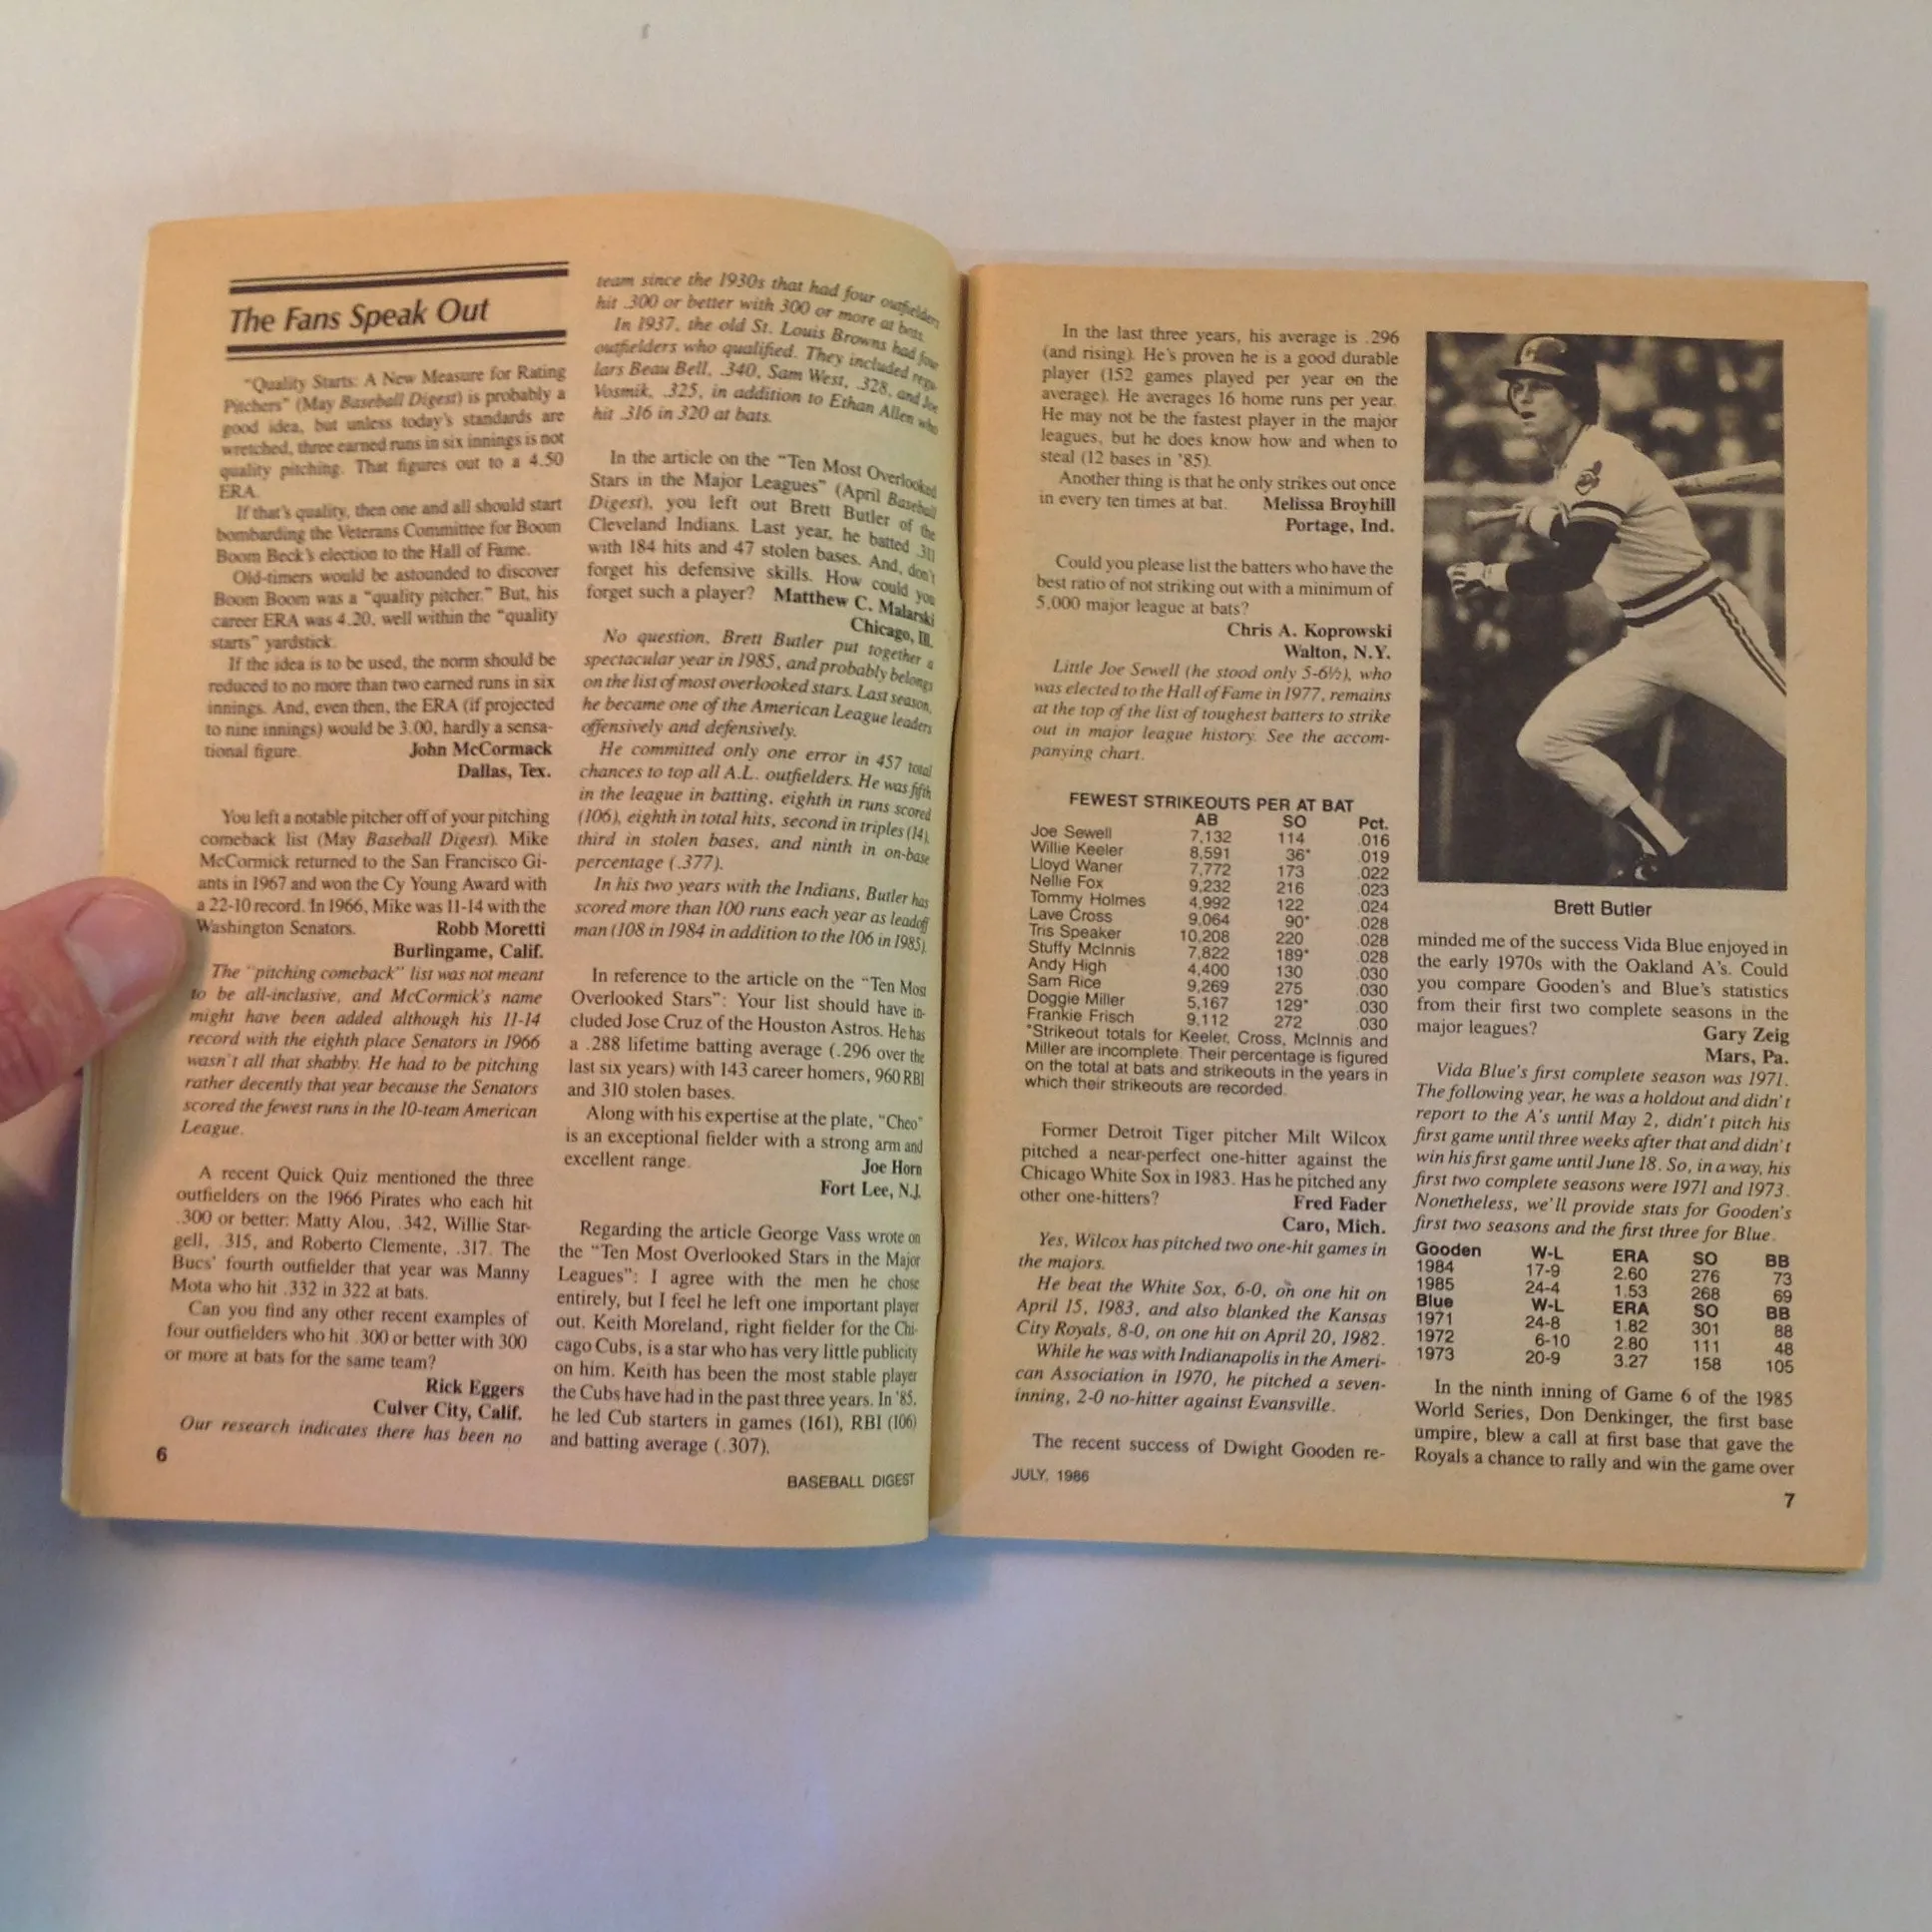 The Fans Speak Out
"Quality Starts: A New Measure for Rating
Pitchers" (May Baseball Digest) is probably a
good idea, but unless today's standards are
wretched, three earned runs in six innings is not
quality pitching. That figures out to a 4.50
ERA.
If that's quality, then one and all should start
bombarding the Veterans Committee for Boom
Boom Beck's election to the Hall of Fame.
Old-timers would be astounded to discover
Boom Boom was a "quality pitcher." But, his
career ERA was 4.20, well within the "quality
starts" yardstick.
If the idea is to be used, the norm should be
reduced to no more than two earned runs in six
innings. And, even then, the ERA (if projected
to nine innings) would be 3.00, hardly a sensa-
tional figure. John McCormack
Dallas, Tex.
You left a notable pitcher off of your pitching
comeback list (May Baseball Digest). Mike
McCormick returned to the San Francisco Gi-
ants in 1967 and won the Cy Young Award with
a 22-10 record. In 1966, Mike was 11-14 with the
Washington Senators. Robb Moretti
Burlingame, Calif.
The "pitching comeback" list was not meant
to be all-inclusive, and McCormick's name
might have been added although his 11-14
record with the eighth place Senators in 1966
wasn't all that shabby. He had to be pitching
rather decently that year because the Senators
scored the fewest runs in the 10-team American
League.
A recent Quick Quiz mentioned the three
outfielders on the 1966 Pirates who each hit
.300 or better: Matty Alou, .342, Willie Star-
gell, .315, and Roberto Clemente, .317. The
Bucs' fourth outfielder that year was Manny
Mota who hit .332 in 322 at bats.
Can you find any other recent examples of
four outfielders who hit .300 or better with 300
or more at bats for the same team?
Rick Eggers
Culver City, Calif.
Our research indicates there has been no
6
team since the 1930s that had four outfielders
hit .300 or better with 300 or more at bats.
In 1937, the old St. Louis Browns had four
outfielders who qualified. They included regu-
lars Beau Bell, .340, Sam West, .328, and Joe
Vosmik, .325, in addition to Ethan Allen who
hit .316 in 320 at bats.
In the article on the "Ten Most Overlooked
Stars in the Major Leagues" (April Baseball
Digest), you left out Brett Butler of the
Cleveland Indians. Last year, he batted .311
with 184 hits and 47 stolen bases. And, don't
forget his defensive skills. How could you
forget such a player? Matthew C. Malarski
Chicago, Ill.
No question, Brett Butler put together a
spectacular year in 1985, and probably belongs
on the list of most overlooked stars. Last season,
he became one of the American League leaders
offensively and defensively.
He committed only one error in 457 total
chances to top all A.L. outfielders. He was fifth
in the league in batting, eighth in runs scored
(106), eighth in total hits, second in triples (14),
third in stolen bases, and ninth in on-base
percentage (.377).
In his two years with the Indians, Butler has
scored more than 100 runs each year as leadoff
man (108 in 1984 in addition to the 106 in 1985).
In reference to the article on the "Ten Most
Overlooked Stars": Your list should have in-
cluded Jose Cruz of the Houston Astros. He has
a .288 lifetime batting average (.296 over the
last six years) with 143 career homers, 960 RBI
and 310 stolen bases.
Along with his expertise at the plate, "Cheo"
is an exceptional fielder with a strong arm and
excellent range. Joe Horn
Fort Lee, N.J.
Regarding the article George Vass wrote on
the "Ten Most Overlooked Stars in the Major
Leagues": I agree with the men he chose
entirely, but I feel he left one important player
out. Keith Moreland, right fielder for the Chi-
cago Cubs, is a star who has very little publicity
on him. Keith has been the most stable player
the Cubs have had in the past three years. In '85,
he led Cub starters in games (161), RBI (106)
and batting average (.307).
BASEBALL DIGEST
In the last three years, his average is .296
(and rising). He's proven he is a good durable
player (152 games played per year on the
average). He averages 16 home runs per year.
He may not be the fastest player in the major
leagues, but he does know how and when to
steal (12 bases in '85).
Another thing is that he only strikes out once
in every ten times at bat. Melissa Broyhill
Portage, Ind.
Could you please list the batters who have the
best ratio of not striking out with a minimum of
5,000 major league at bats?
Chris A. Koprowski
Walton, N.Y.
Little Joe Sewell (he stood only 5-6½), who
was elected to the Hall of Fame in 1977, remains
at the top of the list of toughest batters to strike
out in major league history. See the accom-
panying chart.
FEWEST STRIKEOUTS PER AT BAT
AB SO Pct.
Joe Sewell 7,132 114 .016
Willie Keeler 8,591 36* .019
Lloyd Waner 7,772 173 .022
Nellie Fox 9,232 216 .023
Tommy Holmes 4,992 122 .024
Lave Cross 9,064 90* .028
Tris Speaker 10,208 220 .028
Stuffy McInnis 7,822 189* .028
Andy High 4,400 130 .030
Sam Rice 9,269 275 .030
Doggie Miller 5,167 129* .030
Frankie Frisch 9,112 272 .030
*Strikeout totals for Keeler, Cross, McInnis and
Miller are incomplete. Their percentage is figured
on the total at bats and strikeouts in the years in
which their strikeouts are recorded.
Former Detroit Tiger pitcher Milt Wilcox
pitched a near-perfect one-hitter against the
Chicago White Sox in 1983. Has he pitched any
other one-hitters? Fred Fader
Caro, Mich.
Yes, Wilcox has pitched two one-hit games in
the majors.
He beat the White Sox, 6-0, on one hit on
April 15, 1983, and also blanked the Kansas
City Royals, 8-0, on one hit on April 20, 1982.
While he was with Indianapolis in the Ameri-
can Association in 1970, he pitched a seven-
inning, 2-0 no-hitter against Evansville.
The recent success of Dwight Gooden re-
JULY, 1986
Brett Butler
minded me of the success Vida Blue enjoyed in
the early 1970s with the Oakland A's. Could
you compare Gooden's and Blue's statistics
from their first two complete seasons in the
major leagues? Gary Zeig
Mars, Pa.
Vida Blue's first complete season was 1971.
The following year, he was a holdout and didn't
report to the A's until May 2, didn't pitch his
first game until three weeks after that and didn't
win his first game until June 18. So, in a way, his
first two complete seasons were 1971 and 1973.
Nonetheless, we'll provide stats for Gooden's
first two seasons and the first three for Blue.
Gooden W-L ERA SO BB
1984 17-9 2.60 276 73
1985 24-4 1.53 268 69
Blue W-L ERA SO BB
1971 24-8 1.82 301 88
1972 6-10 2.80 111 48
1973 20-9 3.27 158 105
In the ninth inning of Game 6 of the 1985
World Series, Don Denkinger, the first base
umpire, blew a call at first base that gave the
Royals a chance to rally and win the game over
7